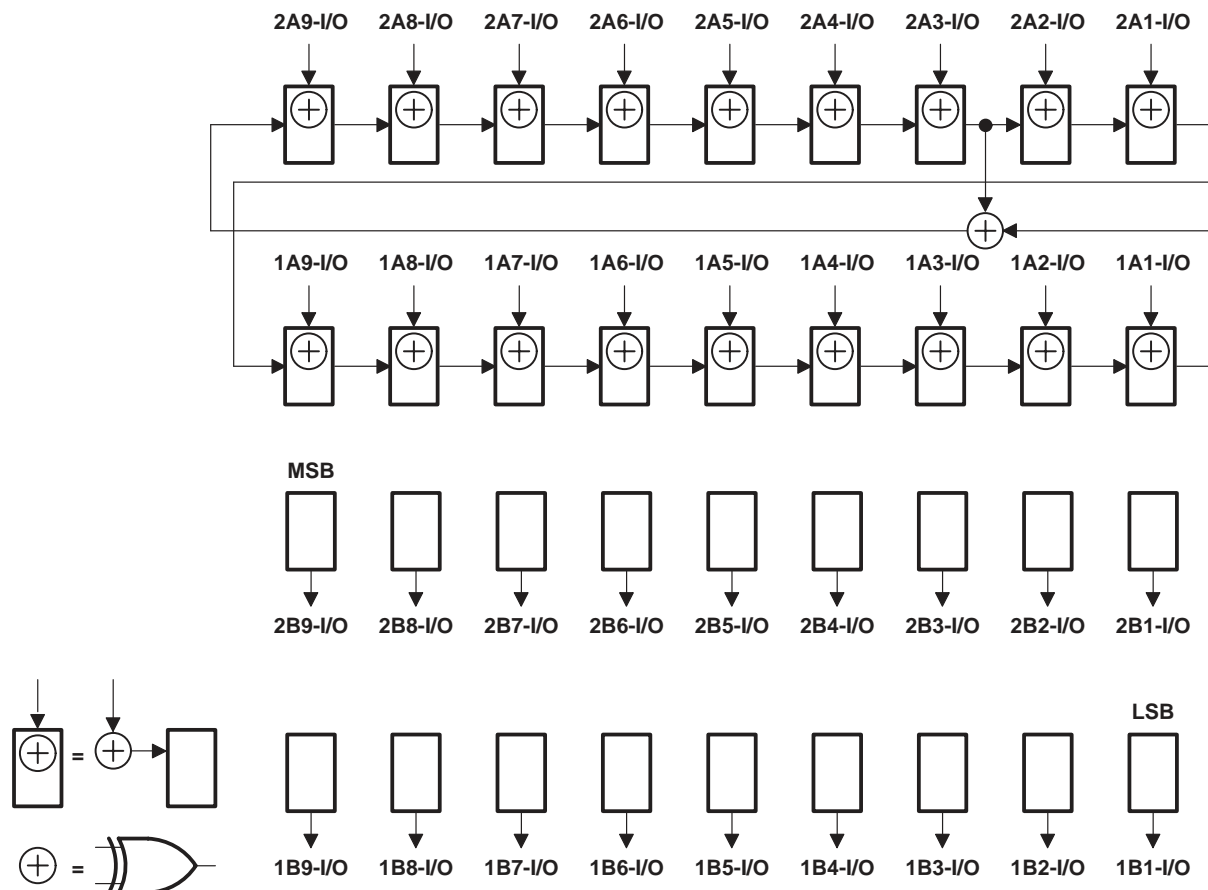 2A9-I/O 2A8-I/O 2A7-I/O 2A6-I/O 2A5-I/O 2A4-I/O 2A3-I/O 2A2-I/O 2A1-I/O
1A9-I/O 1A8-I/O 1A7-I/O 1A6-I/O 1A5-I/O 1A4-I/O 1A3-I/O 1A2-I/O 1A1-I/O
MSB
2B9-I/O 2B8-I/O 2B7-I/O 2B6-I/O 2B5-I/O 2B4-I/O 2B3-I/O 2B2-I/O 2B1-I/O
LSB
=
=
1B9-I/O 1B8-I/O 1B7-I/O 1B6-I/O 1B5-I/O 1B4-I/O 1B3-I/O 1B2-I/O 1B1-I/O